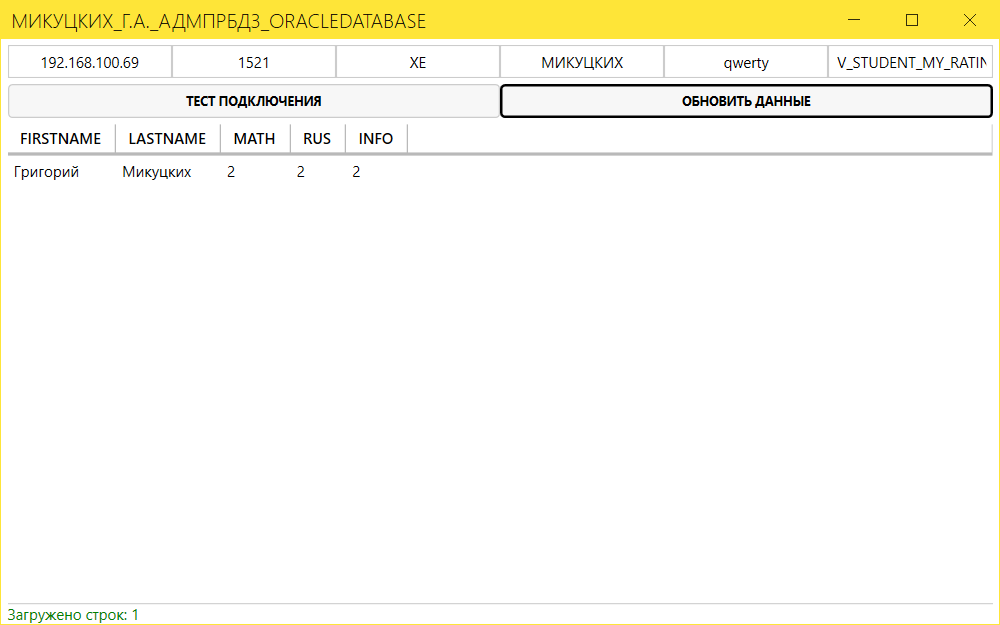 МИКУЦКИХ_Г.А._АДМПРБД3_ORACLEDATABASE
192.168.100.69 1521 XE МИКУЦКИХ qwerty V_STUDENT_MY_RATIN
ТЕСТ ПОДКЛЮЧЕНИЯ ОБНОВИТЬ ДАННЫЕ
FIRSTNAME LASTNAME MATH RUS INFO
Григорий Микуцких 2 2 2
Загружено строк: 1